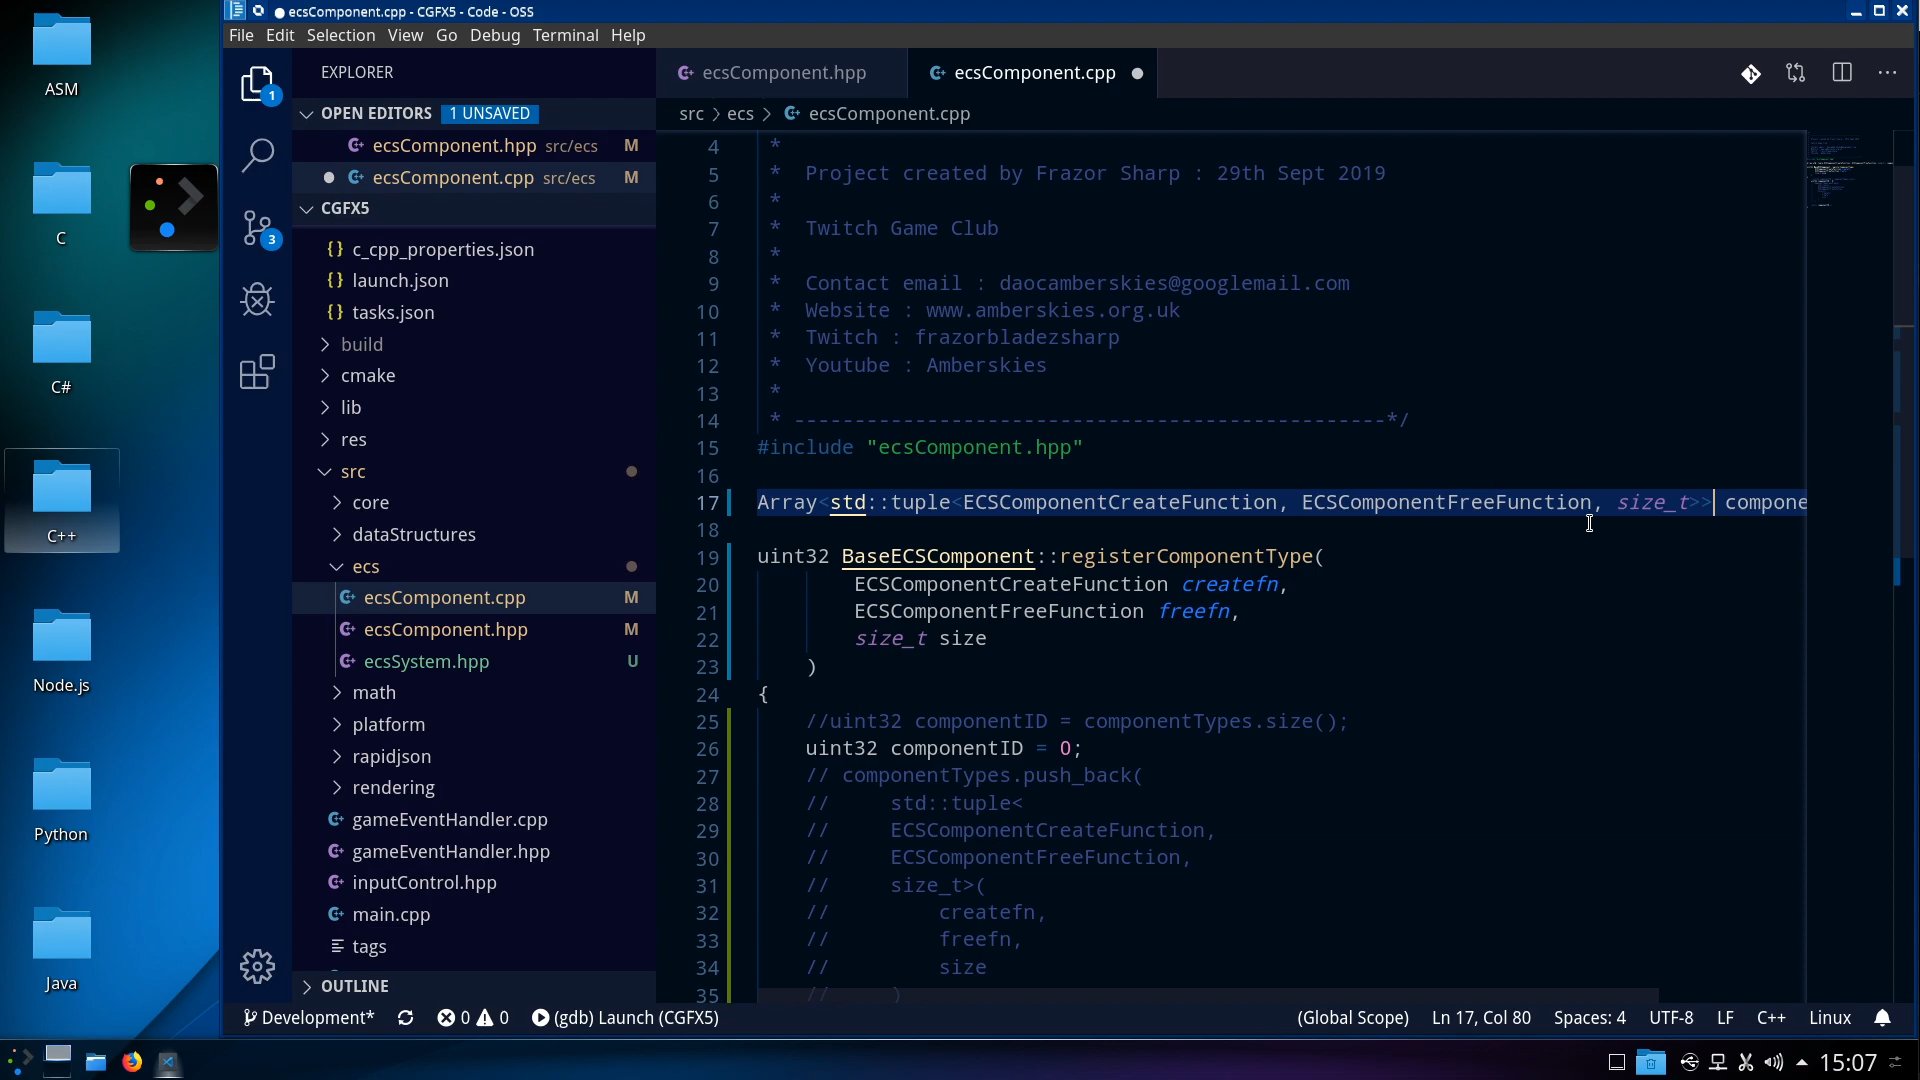 ecsComponent.cpp - CGFX5 - Code - OSS
File Edit Selection View Go Debug Terminal Help
ASM
C
C#
C++
Node.js
Python
Java
1
3
EXPLORER
OPEN EDITORS 1 UNSAVED
ecsComponent.hpp src/ecs M
ecsComponent.cpp src/ecs M
CGFX5
{} c_cpp_properties.json
{} launch.json
{} tasks.json
build
cmake
lib
res
src
core
dataStructures
ecs
ecsComponent.cpp M
ecsComponent.hpp M
ecsSystem.hpp U
math
platform
rapidjson
rendering
gameEventHandler.cpp
gameEventHandler.hpp
inputControl.hpp
main.cpp
tags
OUTLINE
ecsComponent.hpp ecsComponent.cpp
src > ecs > ecsComponent.cpp
4 *
5 * Project created by Frazor Sharp : 29th Sept 2019
6 *
7 * Twitch Game Club
8 *
9 * Contact email : daocamberskies@googlemail.com
10 * Website : www.amberskies.org.uk
11 * Twitch : frazorbladezsharp
12 * Youtube : Amberskies
13 *
14 * -------------------------------------------------*/
15 #include "ecsComponent.hpp"
16
17 Array<std::tuple<ECSComponentCreateFunction, ECSComponentFreeFunction, size_t>> compone
18
19 uint32 BaseECSComponent::registerComponentType(
20 ECSComponentCreateFunction createfn,
21 ECSComponentFreeFunction freefn,
22 size_t size
23 )
24 {
25 //uint32 componentID = componentTypes.size();
26 uint32 componentID = 0;
27 // componentTypes.push_back(
28 // std::tuple<
29 // ECSComponentCreateFunction,
30 // ECSComponentFreeFunction,
31 // size_t>(
32 // createfn,
33 // freefn,
34 // size
35 // )
Development* 0 0 (gdb) Launch (CGFX5) (Global Scope) Ln 17, Col 80 Spaces: 4 UTF-8 LF C++ Linux
15:07